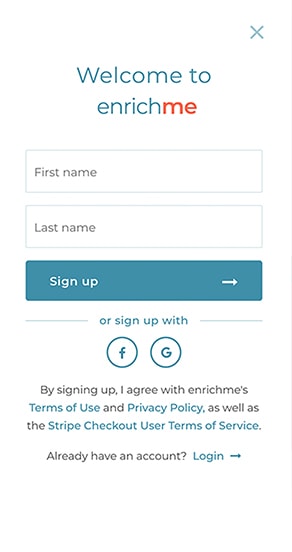 Welcome to
enrichme
First name
Last name
Sign up
or sign up with
f
G
By signing up, I agree with enrichme's
Terms of Use and Privacy Policy, as well as
the Stripe Checkout User Terms of Service.
Already have an account? Login